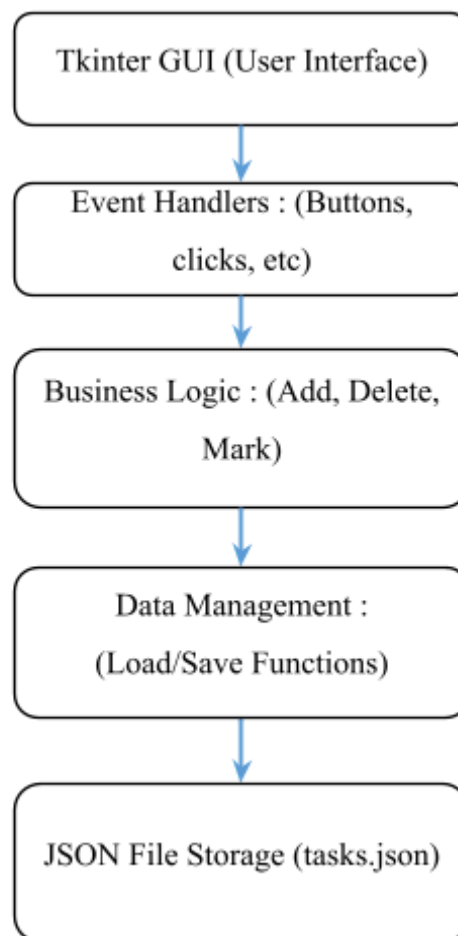 Tkinter GUI (User Interface)
Event Handlers : (Buttons,
clicks, etc)
Business Logic : (Add, Delete,
Mark)
Data Management :
(Load/Save Functions)
JSON File Storage (tasks.json)